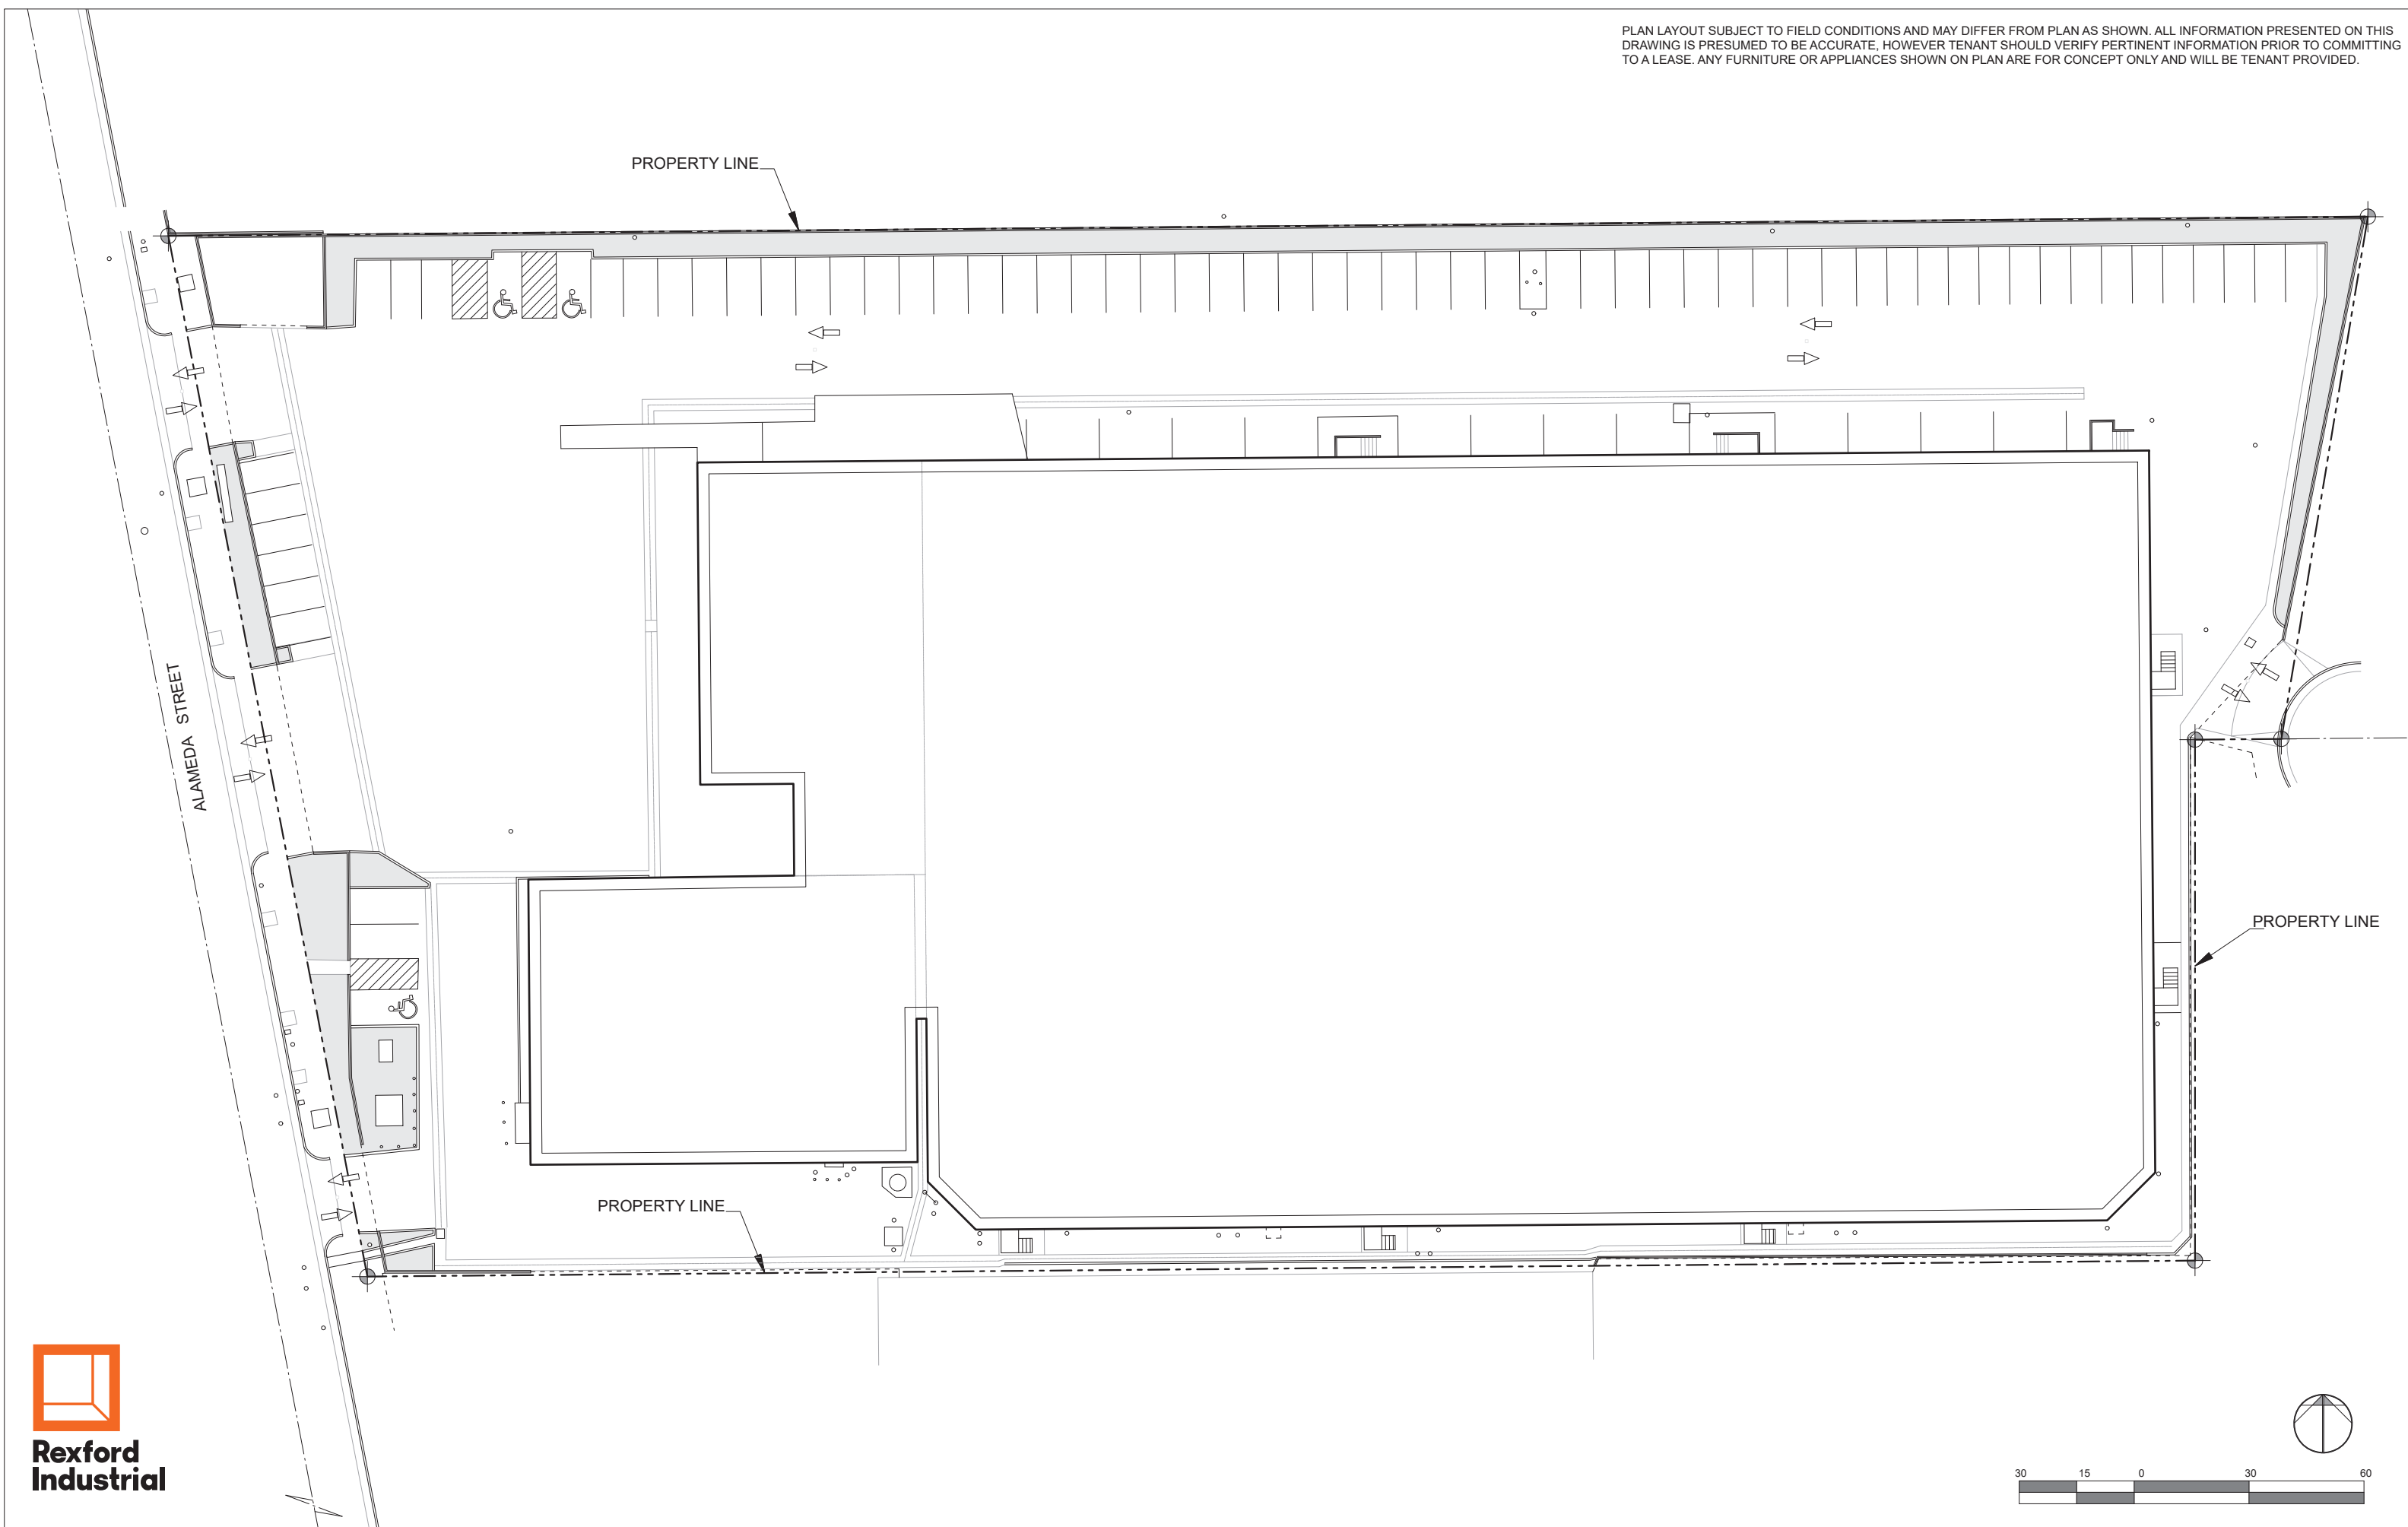 PLAN LAYOUT SUBJECT TO FIELD CONDITIONS AND MAY DIFFER FROM PLAN AS SHOWN. ALL INFORMATION PRESENTED ON THIS
DRAWING IS PRESUMED TO BE ACCURATE, HOWEVER TENANT SHOULD VERIFY PERTINENT INFORMATION PRIOR TO COMMITTING
TO A LEASE. ANY FURNITURE OR APPLIANCES SHOWN ON PLAN ARE FOR CONCEPT ONLY AND WILL BE TENANT PROVIDED.
PROPERTY LINE
ALAMEDA STREET
PROPERTY LINE
PROPERTY LINE
Rexford
Industrial
30 15 0 30 60